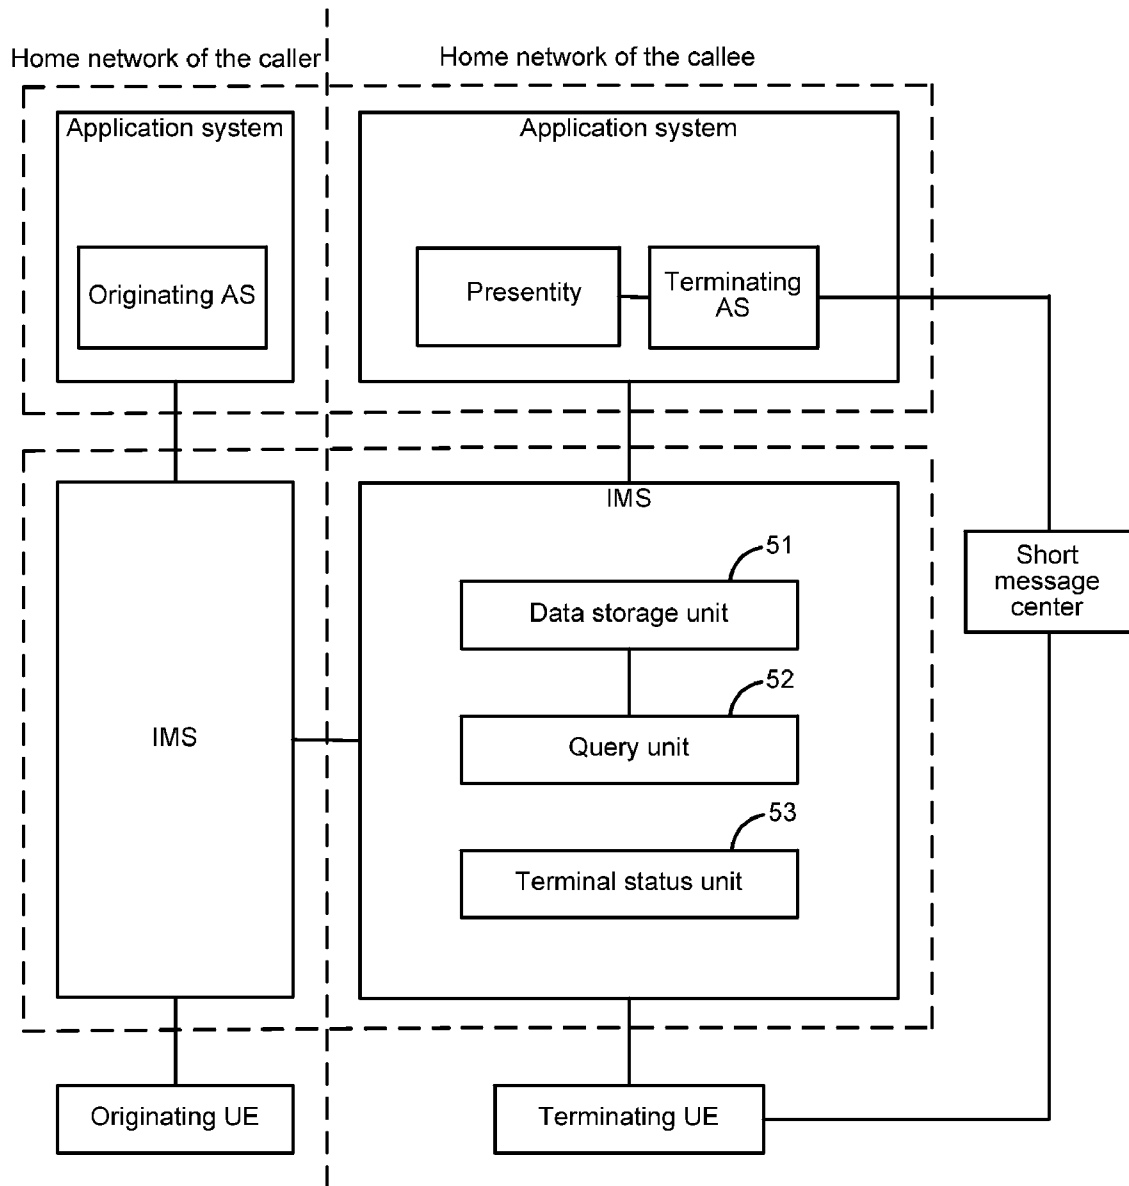 Home network of the caller
Home network of the callee
Application system
Application system
Originating AS
Presentity
Terminating
AS
IMS
IMS
51
Data storage unit
52
Query unit
53
Terminal status unit
Short
message
center
Originating UE
Terminating UE